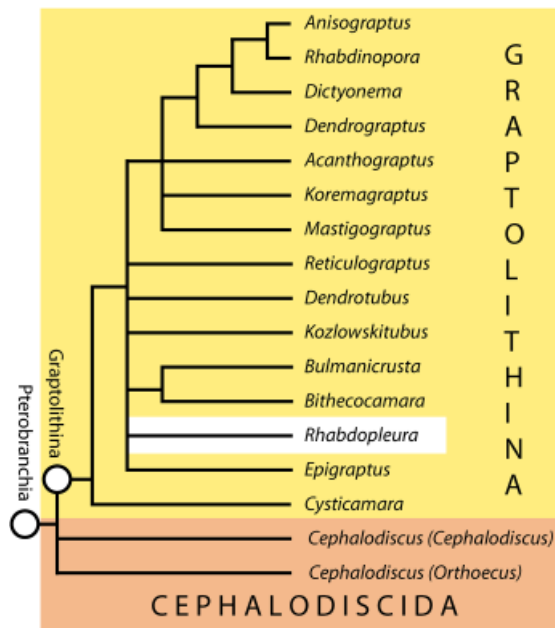 Anisograptus
Rhabdinopora
Dictyonema
Dendrograptus
Acanthograptus
Koremagraptus
Mastigograptus
Reticulograptus
Dendrotubus
Kozlowskitubus
Bulmanicrusta
Bithecocamara
Rhabdopleura
Epigraptus
Cysticamara
GRAPTOLITHINA
Graptolithina
Pterobranchia
Cephalodiscus (Cephalodiscus)
Cephalodiscus (Orthoecus)
CEPHALODISCIDA